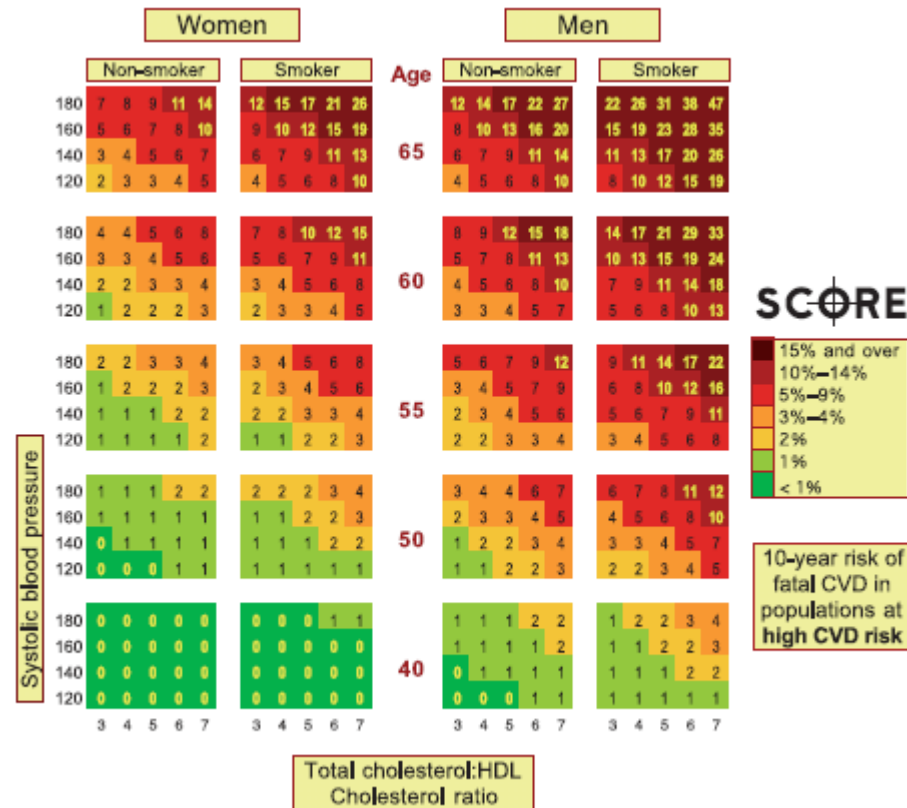 Women
Men
Non-smoker
Smoker
Age
Non-smoker
Smoker
180 7 8 9 11 14 12 15 17 21 26 12 14 17 22 27 22 26 31 38 47
160 5 6 7 8 10 9 10 12 15 19 8 10 13 16 20 15 19 23 28 35
65
140 3 4 5 6 7 6 7 9 11 13 6 7 9 11 14 11 13 17 20 26
120 2 3 3 4 5 4 5 6 8 10 4 5 6 8 10 8 10 12 15 19
180 4 4 5 6 8 7 8 10 12 15 8 9 12 15 18 14 17 21 29 33
160 3 3 4 5 6 5 6 7 9 11 6 7 8 11 13 10 13 15 19 24
60
140 2 2 3 3 4 3 4 5 6 8 4 5 6 8 10 7 9 11 14 18
120 1 2 2 2 3 2 3 3 4 5 3 3 4 5 7 5 6 8 10 13
180 2 2 3 3 4 3 4 5 6 8 5 6 7 9 12 9 11 14 17 22
160 1 2 2 2 3 2 3 4 5 6 3 4 5 7 9 6 8 10 12 16
55
140 1 1 1 2 2 2 2 3 3 4 2 3 4 5 6 5 6 7 9 11
120 1 1 1 1 2 1 1 2 2 3 2 2 3 3 4 3 4 5 6 8
180 1 1 1 2 2 2 2 2 3 4 3 4 4 6 7 6 7 8 11 12
160 1 1 1 1 1 1 1 2 2 3 2 3 3 4 5 4 5 6 8 10
50
140 0 1 1 1 1 1 1 1 2 2 1 2 2 3 4 3 3 4 5 7
120 0 0 0 1 1 1 1 1 1 1 1 1 2 2 3 2 2 3 4 5
180 0 0 0 0 0 0 0 0 1 1 1 1 1 2 2 1 2 2 3 4
160 0 0 0 0 0 0 0 0 0 0 1 1 1 1 2 1 1 2 2 3
40
140 0 0 0 0 0 0 0 0 0 0 0 1 1 1 1 1 1 1 2 2
120 0 0 0 0 0 0 0 0 0 0 0 0 0 1 1 1 1 1 1 1
3 4 5 6 7 3 4 5 6 7 3 4 5 6 7 3 4 5 6 7
Systolic blood pressure
Total cholesterol:HDL
Cholesterol ratio
SCORE
15% and over
10%–14%
5%–9%
3%–4%
2%
1%
< 1%
10-year risk of
fatal CVD in
populations at
high CVD risk